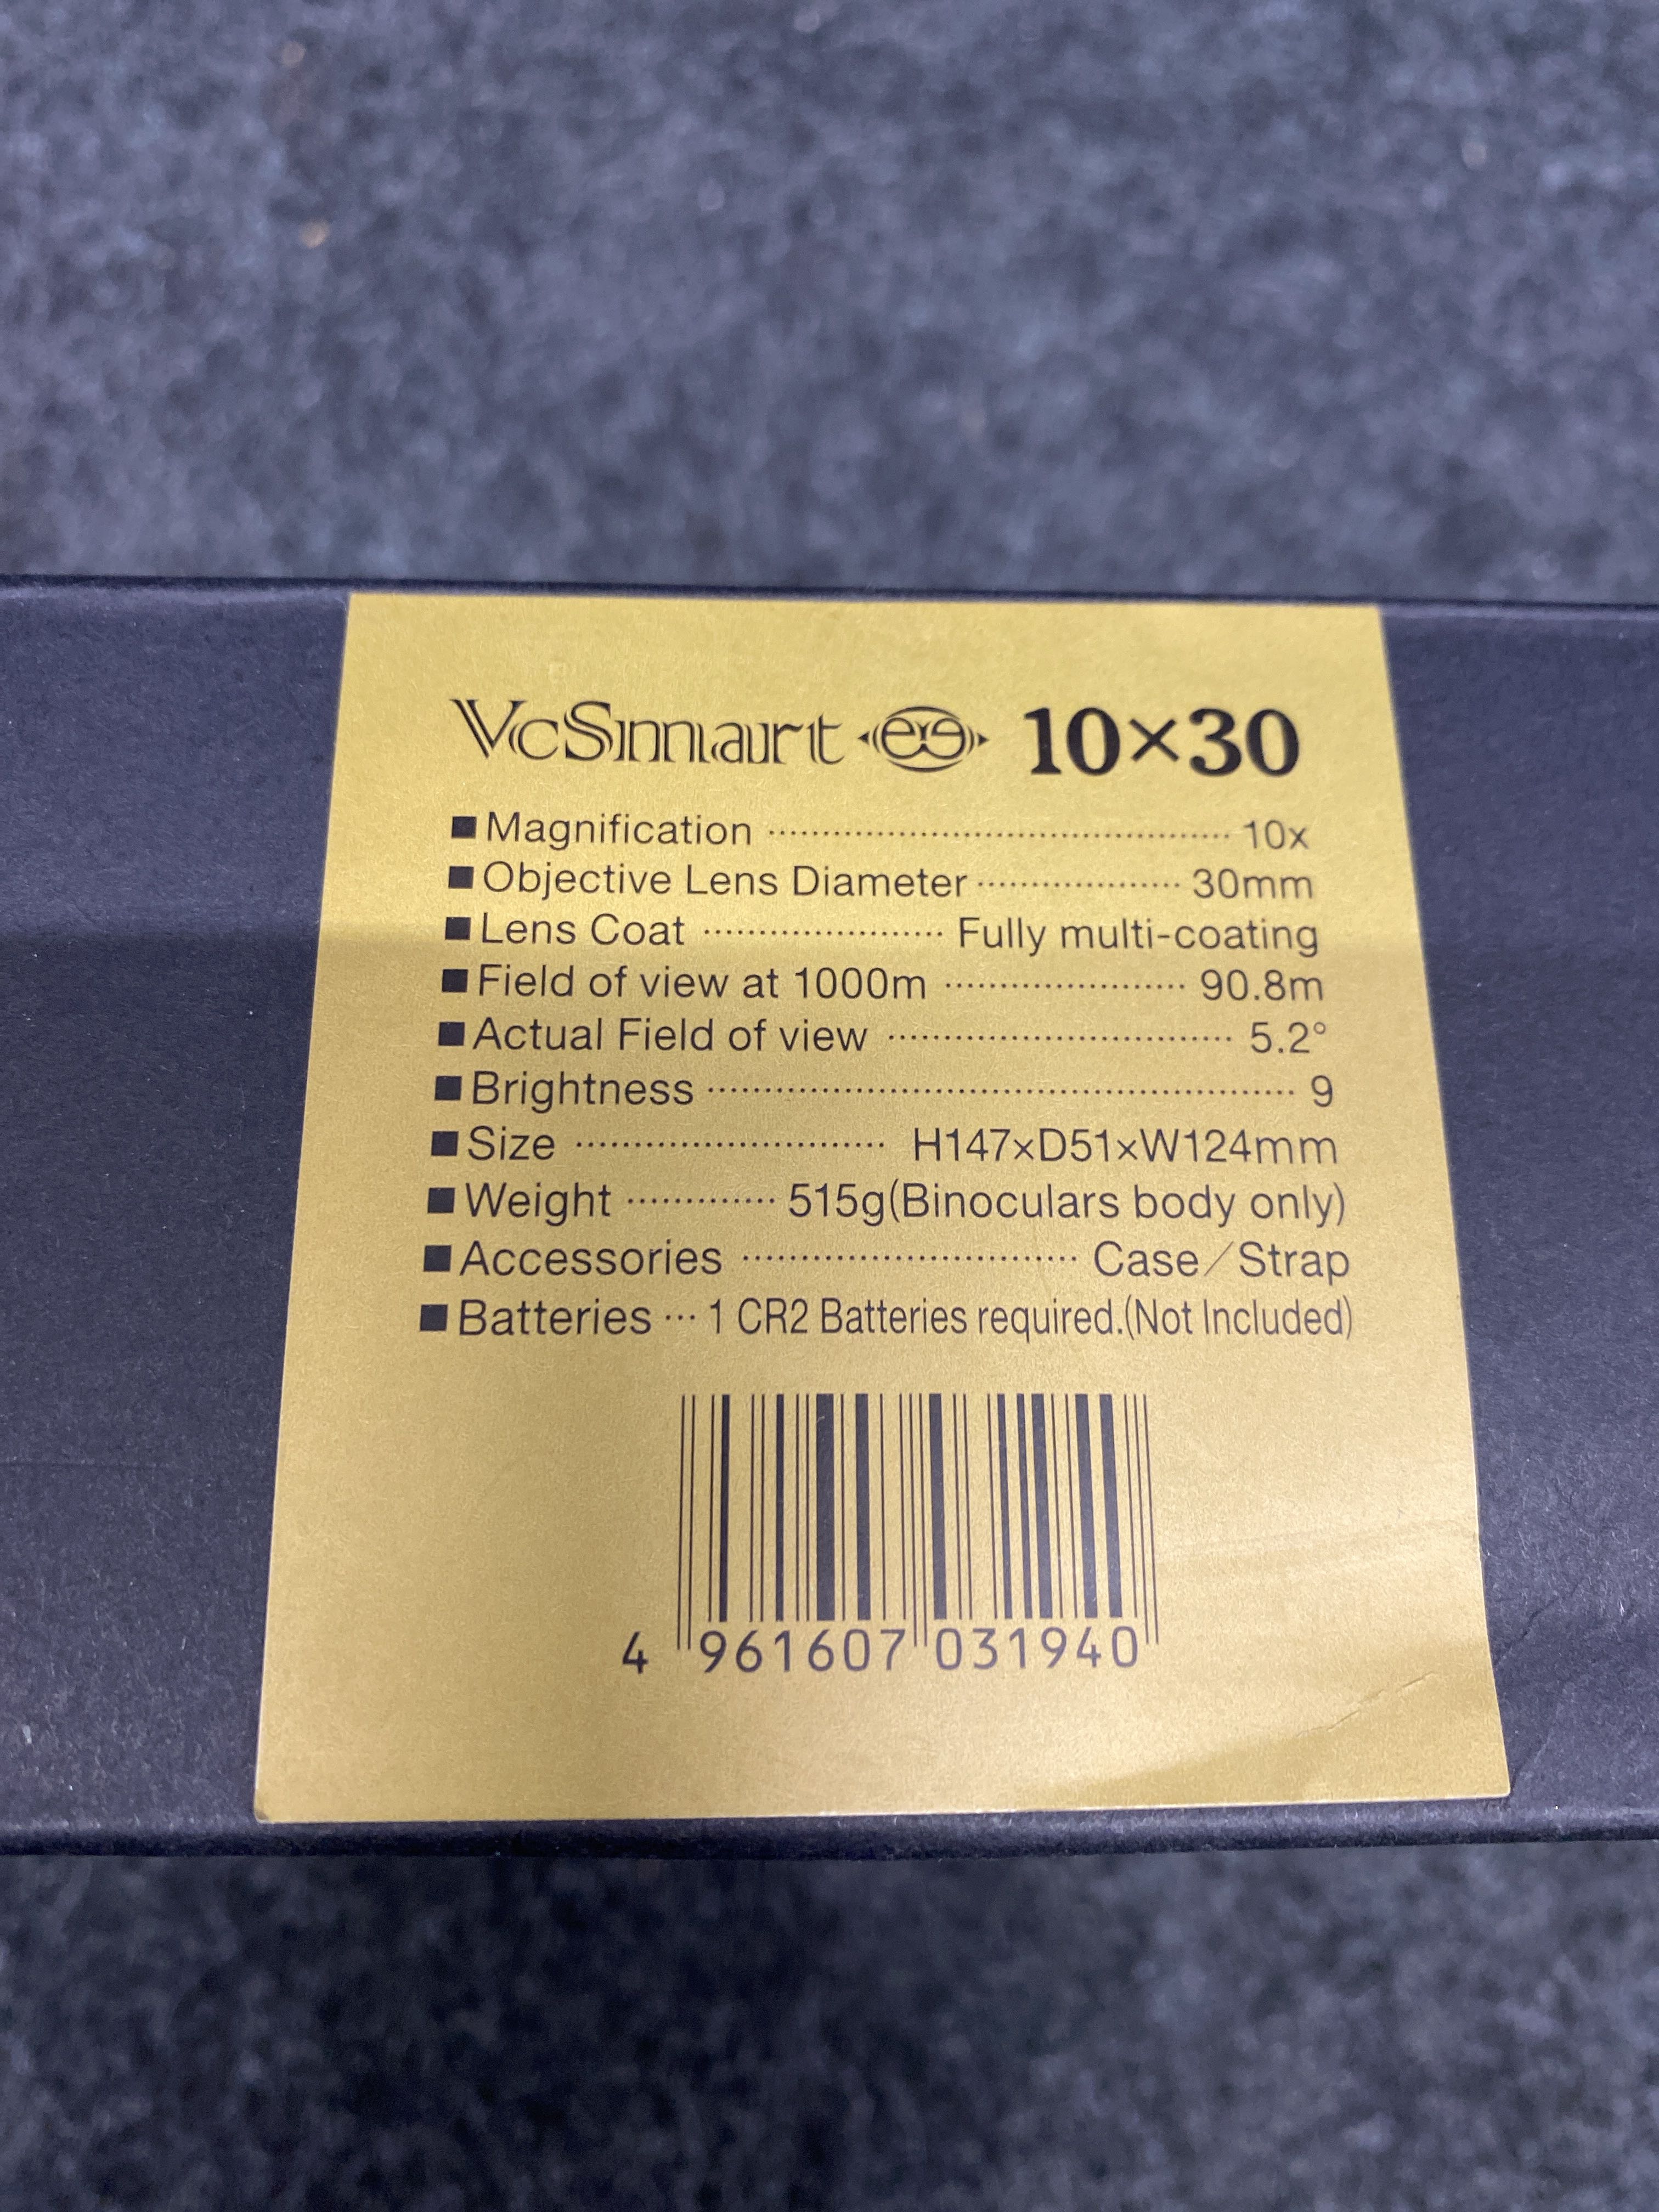 VcSmart 10×30
■Magnification ·········· 10x
■Objective Lens Diameter ·········· 30mm
■Lens Coat ·········· Fully multi-coating
■Field of view at 1000m ·········· 90.8m
■Actual Field of view ·········· 5.2°
■Brightness ·········· 9
■Size ·········· H147×D51×W124mm
■Weight ·········· 515g(Binoculars body only)
■Accessories ·········· Case／Strap
■Batteries ··· 1 CR2 Batteries required.(Not Included)
4 961607 031940